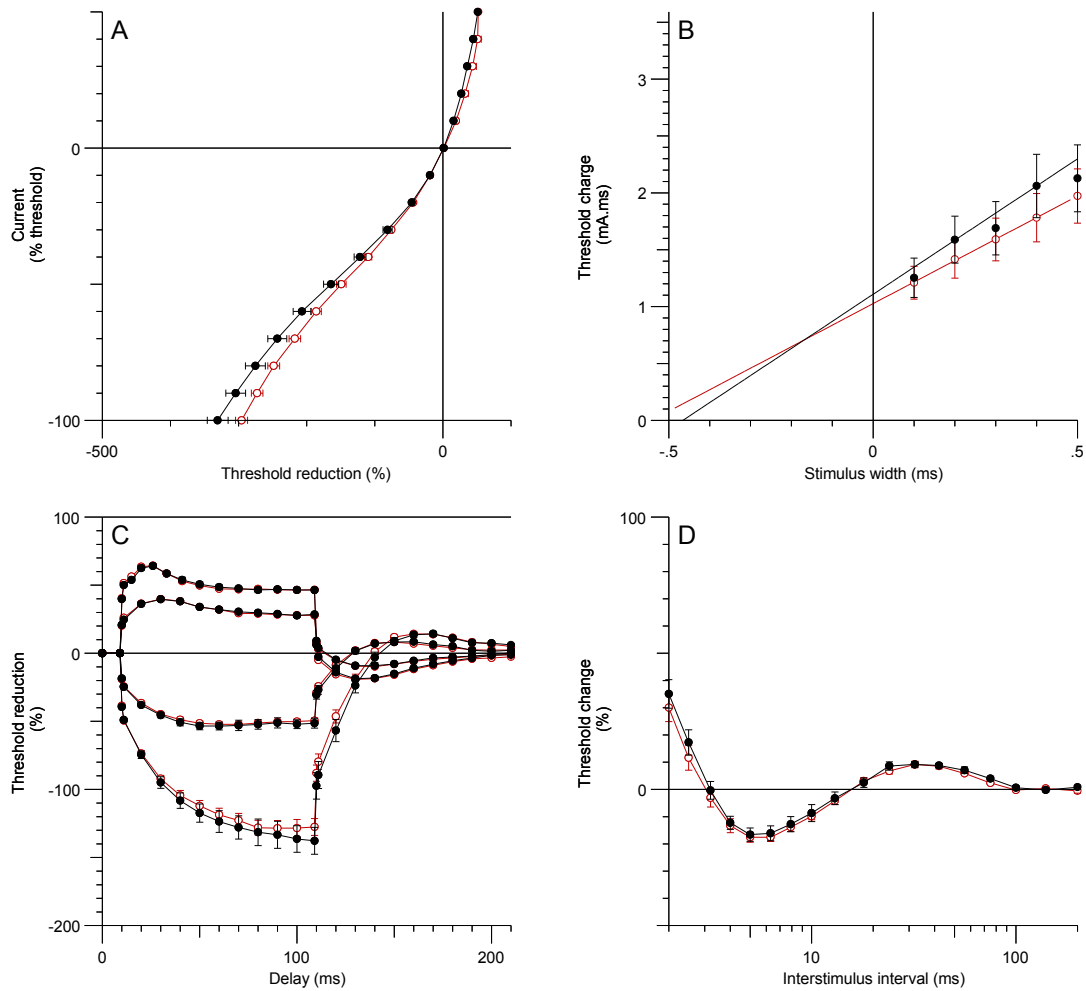 A
0
-100
-500
0
Current
(% threshold)
Threshold reduction (%)
B
3
2
1
0
-.5
0
.5
Threshold charge
(mA.ms)
Stimulus width (ms)
C
100
0
-100
-200
0
100
200
Threshold reduction
(%)
Delay (ms)
D
100
0
10
100
Threshold change
(%)
Interstimulus interval (ms)